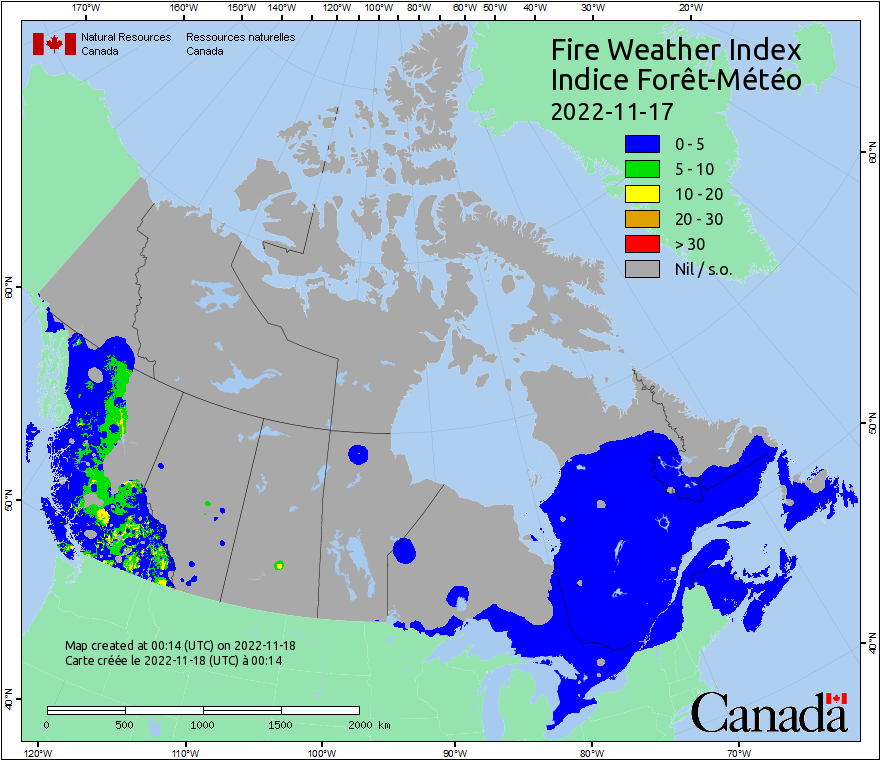 170°W 160°W 150°W 140°W 130°W 120°W 110°W 100°W 90°W 80°W 70°W 60°W 50°W 40°W 30°W 20°W
Natural Resources Canada
Ressources naturelles Canada
Fire Weather Index
Indice Forêt-Météo
2022-11-17
0 - 5
5 - 10
10 - 20
20 - 30
> 30
Nil / s.o.
60°N
50°N
40°N
60°N
50°N
40°N
Map created at 00:14 (UTC) on 2022-11-18
Carte créée le 2022-11-18 (UTC) à 00:14
0 500 1000 1500 2000 km
Canada
120°W 110°W 100°W 90°W 80°W 70°W